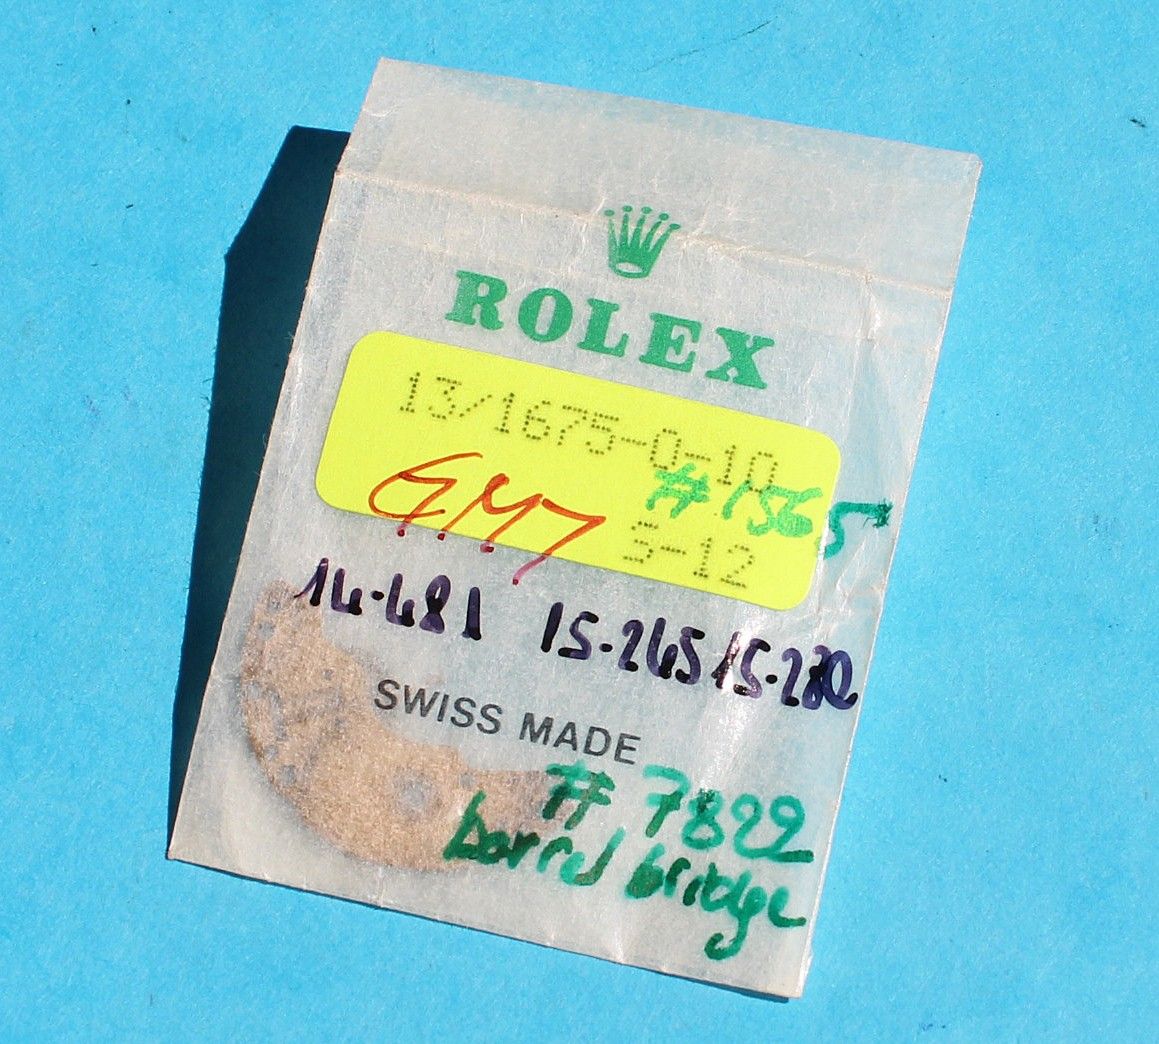 ROLEX
13/1675-0-10
# 1565
GMT 5-12
14-481 15-265 15-280
SWISS MADE
# 7822
barrel bridge